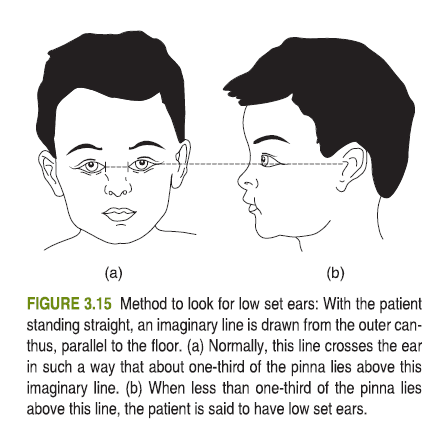 (a)
(b)
FIGURE 3.15 Method to look for low set ears: With the patient
standing straight, an imaginary line is drawn from the outer can-
thus, parallel to the floor. (a) Normally, this line crosses the ear
in such a way that about one-third of the pinna lies above this
imaginary line. (b) When less than one-third of the pinna lies
above this line, the patient is said to have low set ears.